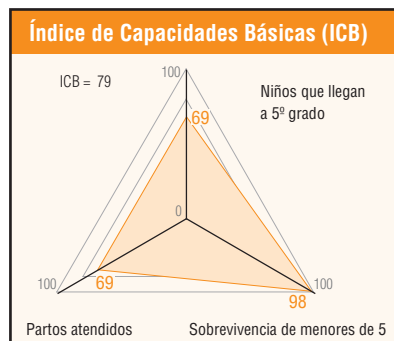 Índice de Capacidades Básicas (ICB)
ICB = 79
100
Niños que llegan
a 5º grado
69
0
100
69
100
98
Partos atendidos
Sobrevivencia de menores de 5